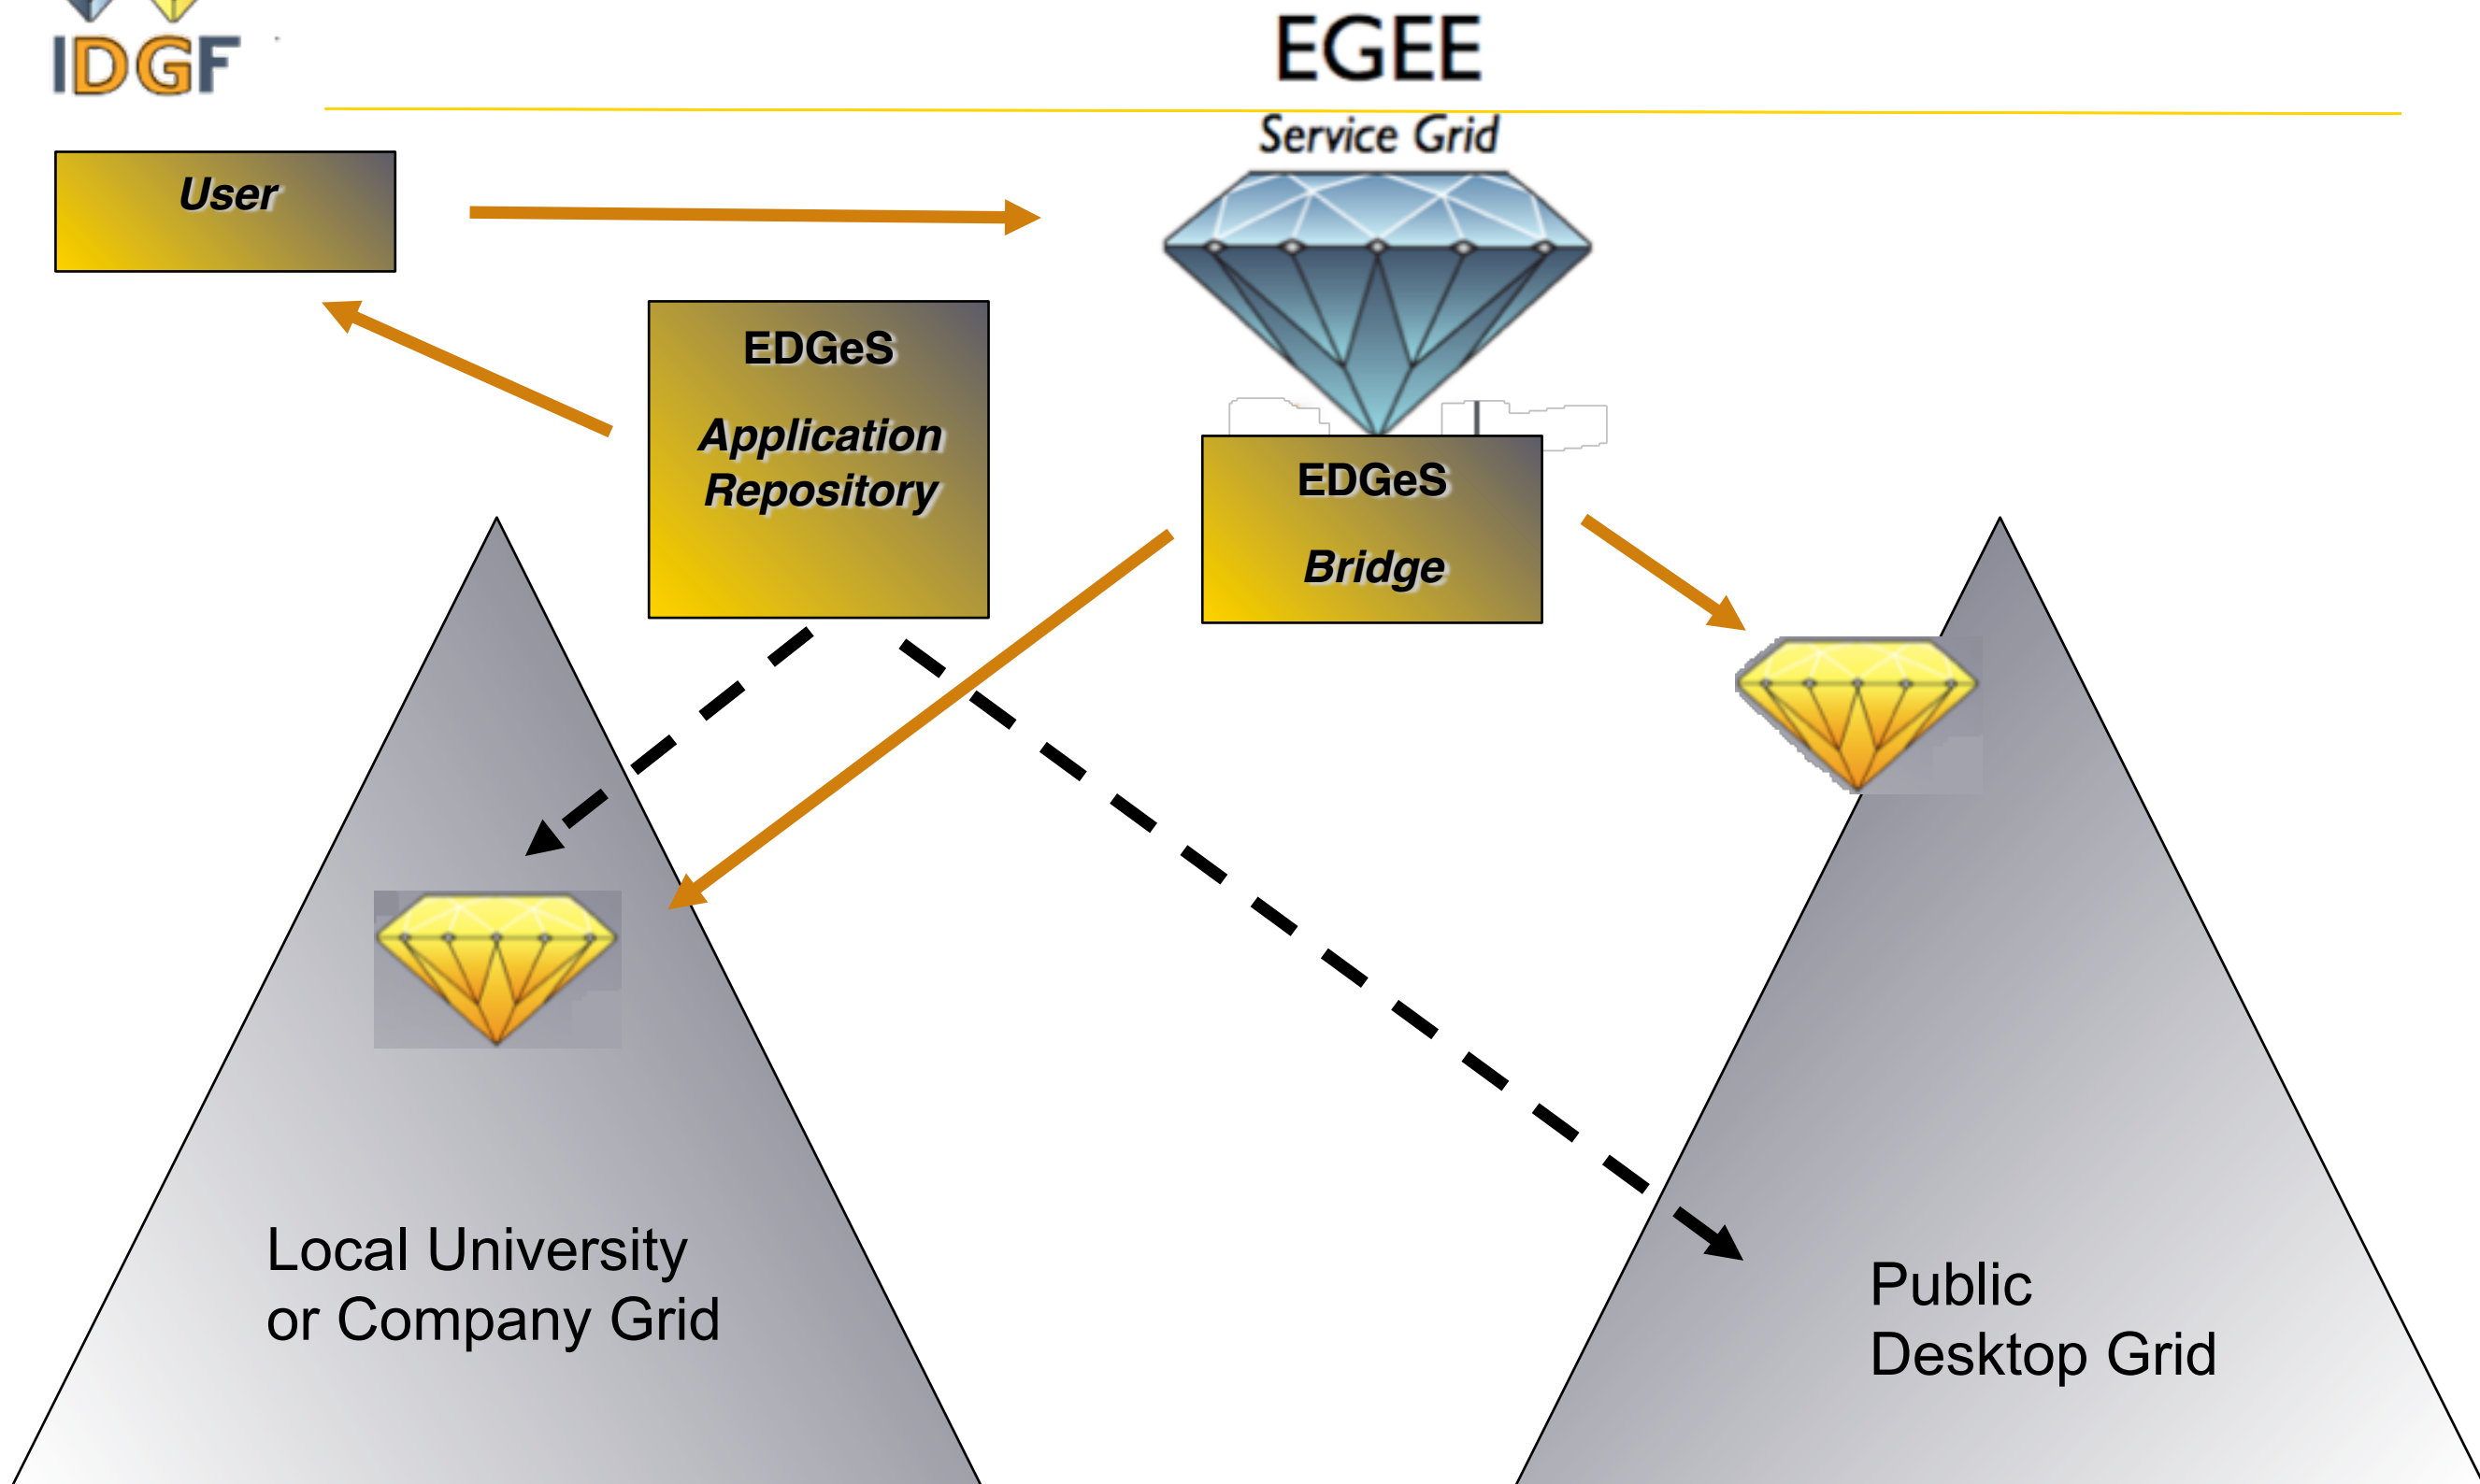 IDGF
EGEE
Service Grid
User
EDGeS
Application
Repository
EDGeS
Bridge
Local University
or Company Grid
Public
Desktop Grid